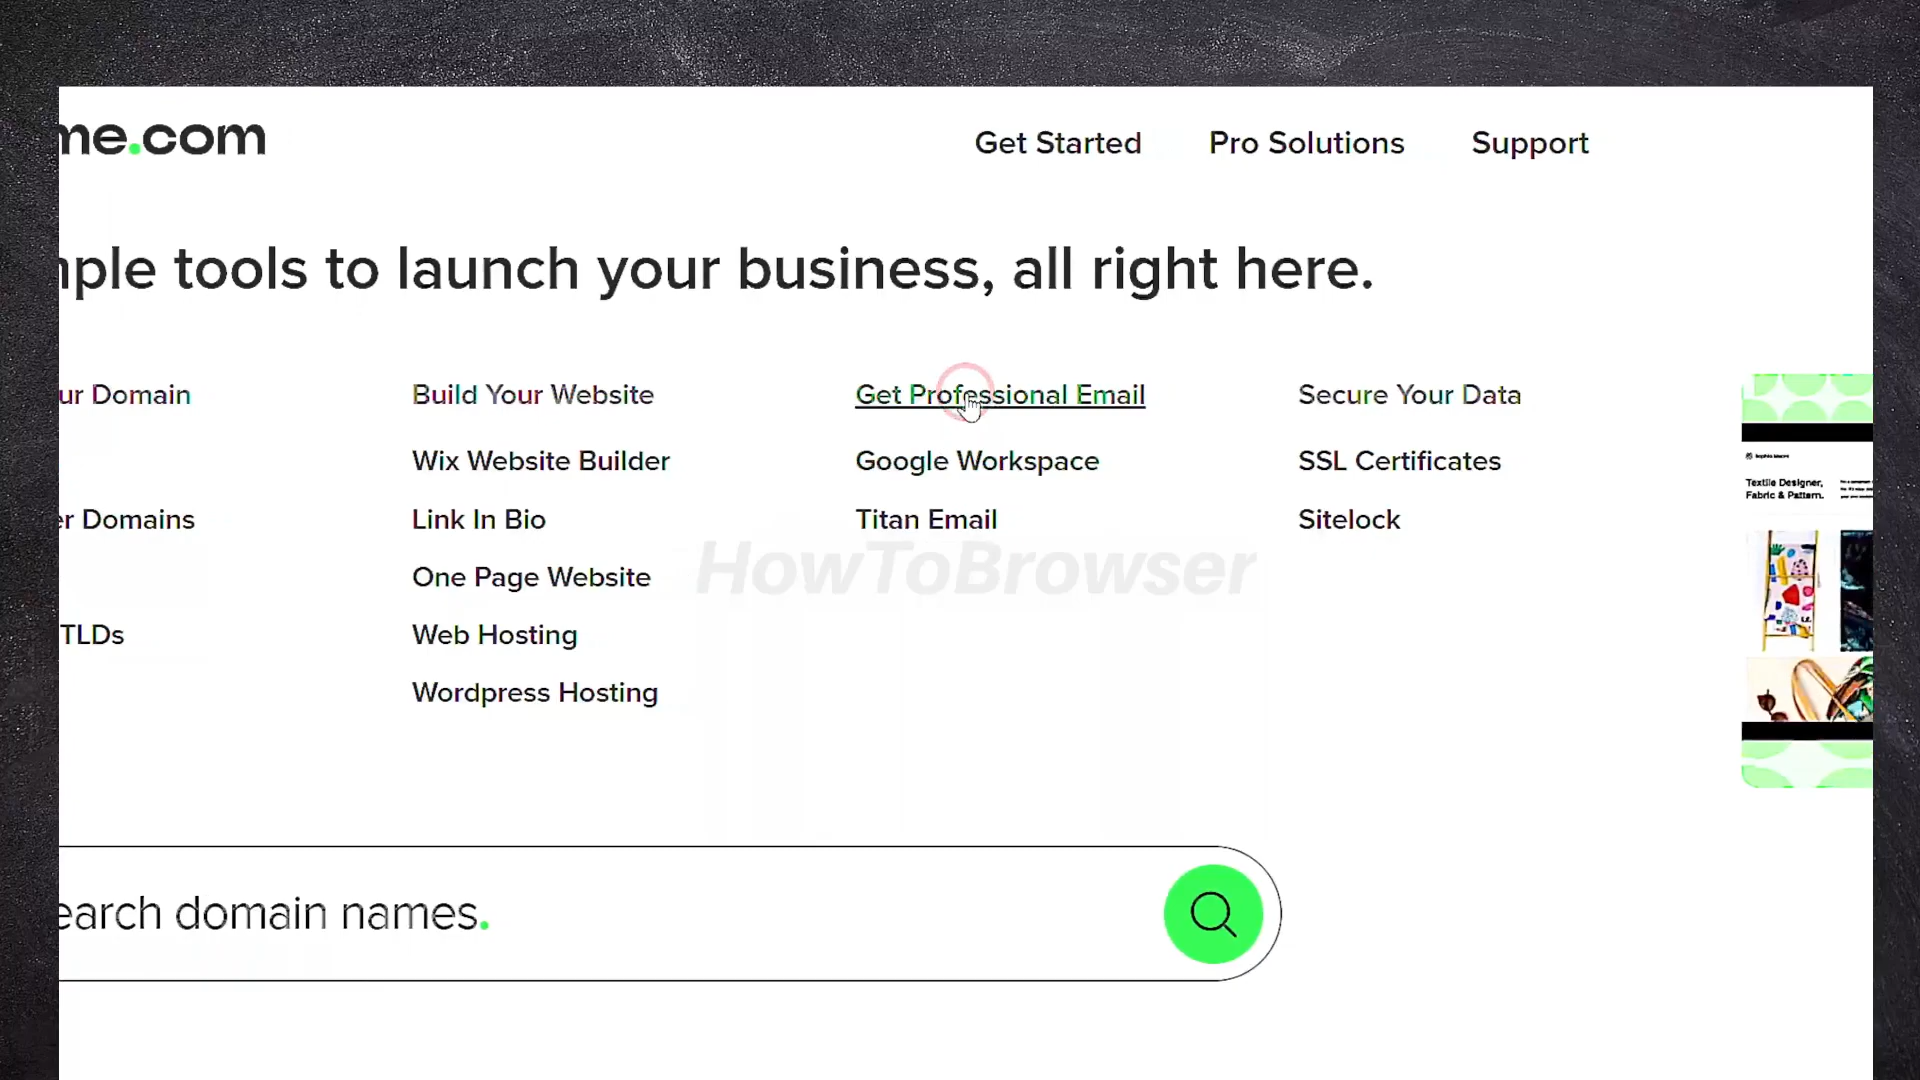 me.com
Get Started Pro Solutions Support
ple tools to launch your business, all right here.
ur Domain Build Your Website Get Professional Email Secure Your Data
Wix Website Builder Google Workspace SSL Certificates
er Domains Link In Bio Titan Email Sitelock
One Page Website
HowToBrowser
TLDs Web Hosting
Wordpress Hosting
Textile Designer,
Fabric & Pattern.
earch domain names.